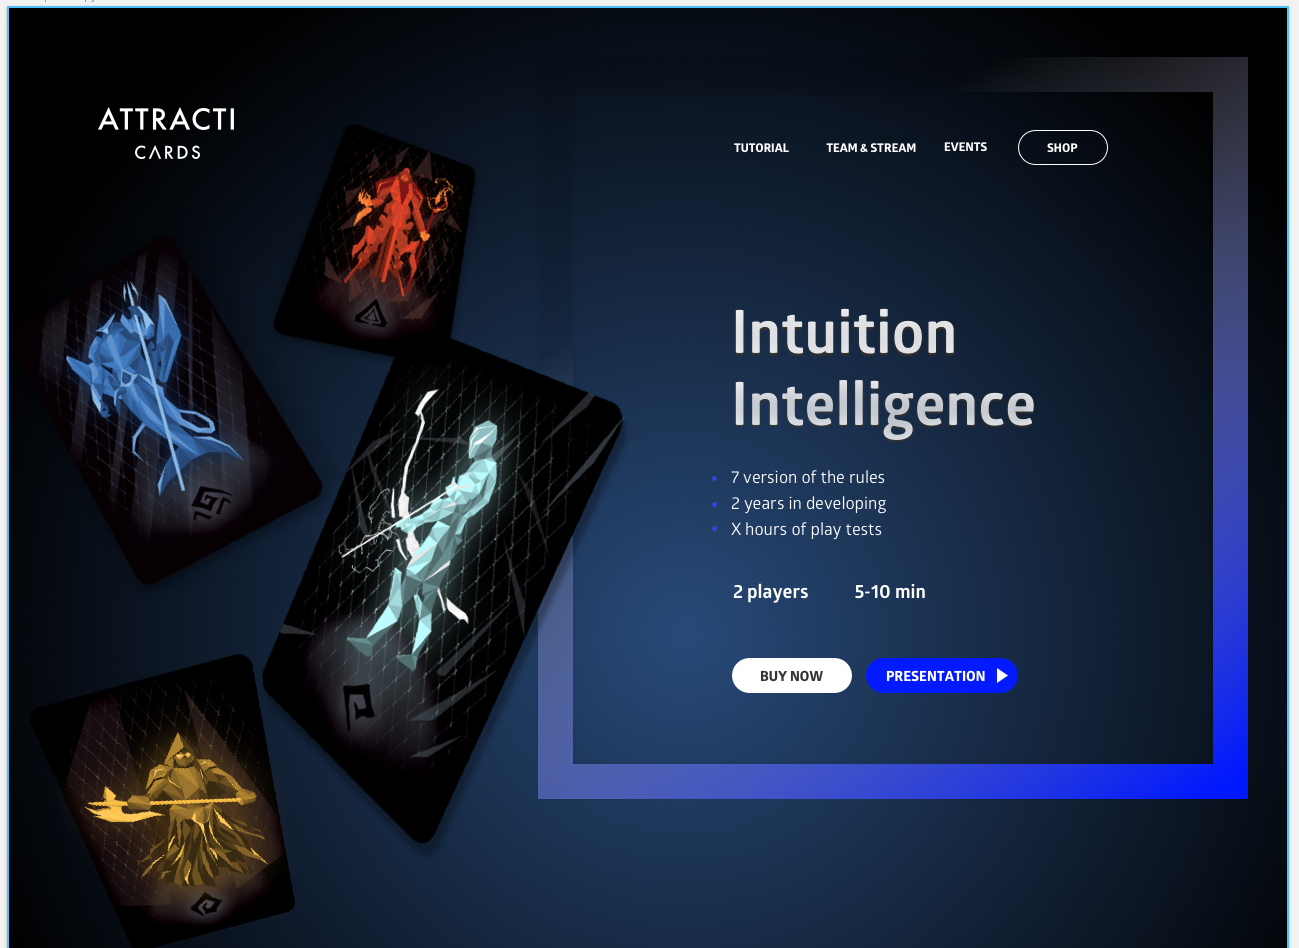 ATTRACTI
CARDS
TUTORIAL
TEAM & STREAM
EVENTS
SHOP
Intuition
Intelligence
7 version of the rules
2 years in developing
X hours of play tests
2 players
5-10 min
BUY NOW
PRESENTATION